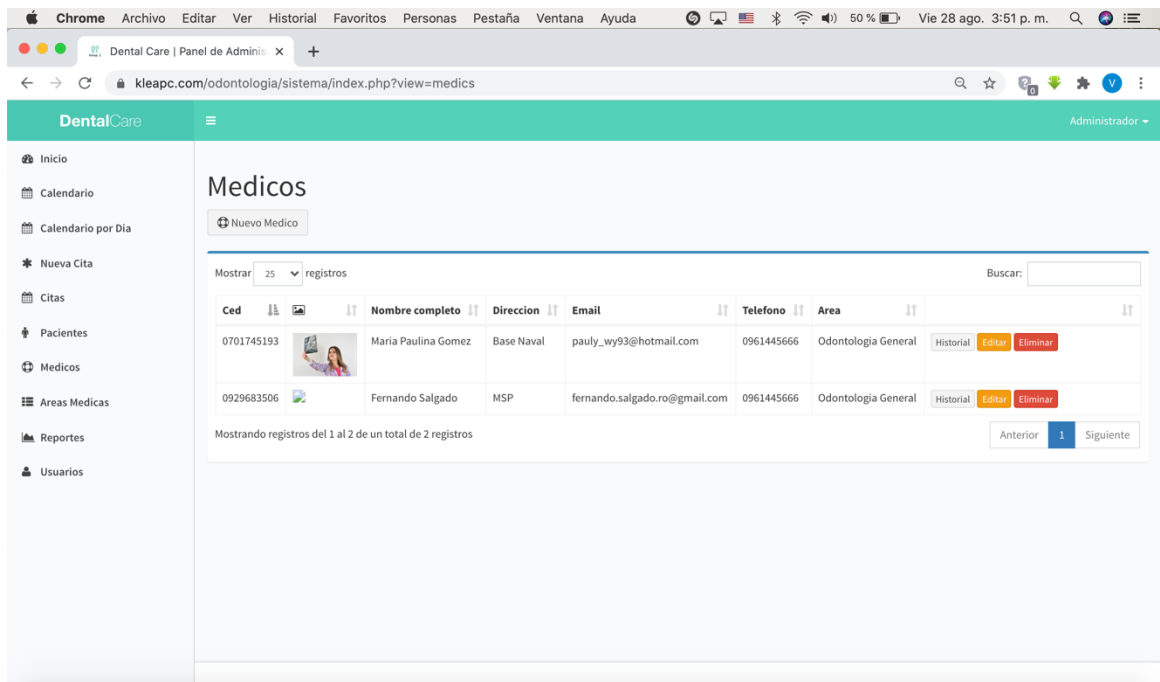 Chrome Archivo Editar Ver Historial Favoritos Personas Pestaña Ventana Ayuda 50 % Vie 28 ago. 3:51 p. m.
Dental Care | Panel de Adminis
kleapc.com/odontologia/sistema/index.php?view=medics 0 V
DentalCare Administrador
Inicio
Calendario
Calendario por Dia
Nueva Cita
Citas
Pacientes
Medicos
Areas Medicas
Reportes
Usuarios
Medicos
Nuevo Medico
Mostrar 25 registros Buscar:
Ced Nombre completo Direccion Email Telefono Area
0701745193 Maria Paulina Gomez Base Naval pauly_wy93@hotmail.com 0961445666 Odontologia General Historial Editar Eliminar
0929683506 Fernando Salgado MSP fernando.salgado.ro@gmail.com 0961445666 Odontologia General Historial Editar Eliminar
Mostrando registros del 1 al 2 de un total de 2 registros Anterior 1 Siguiente